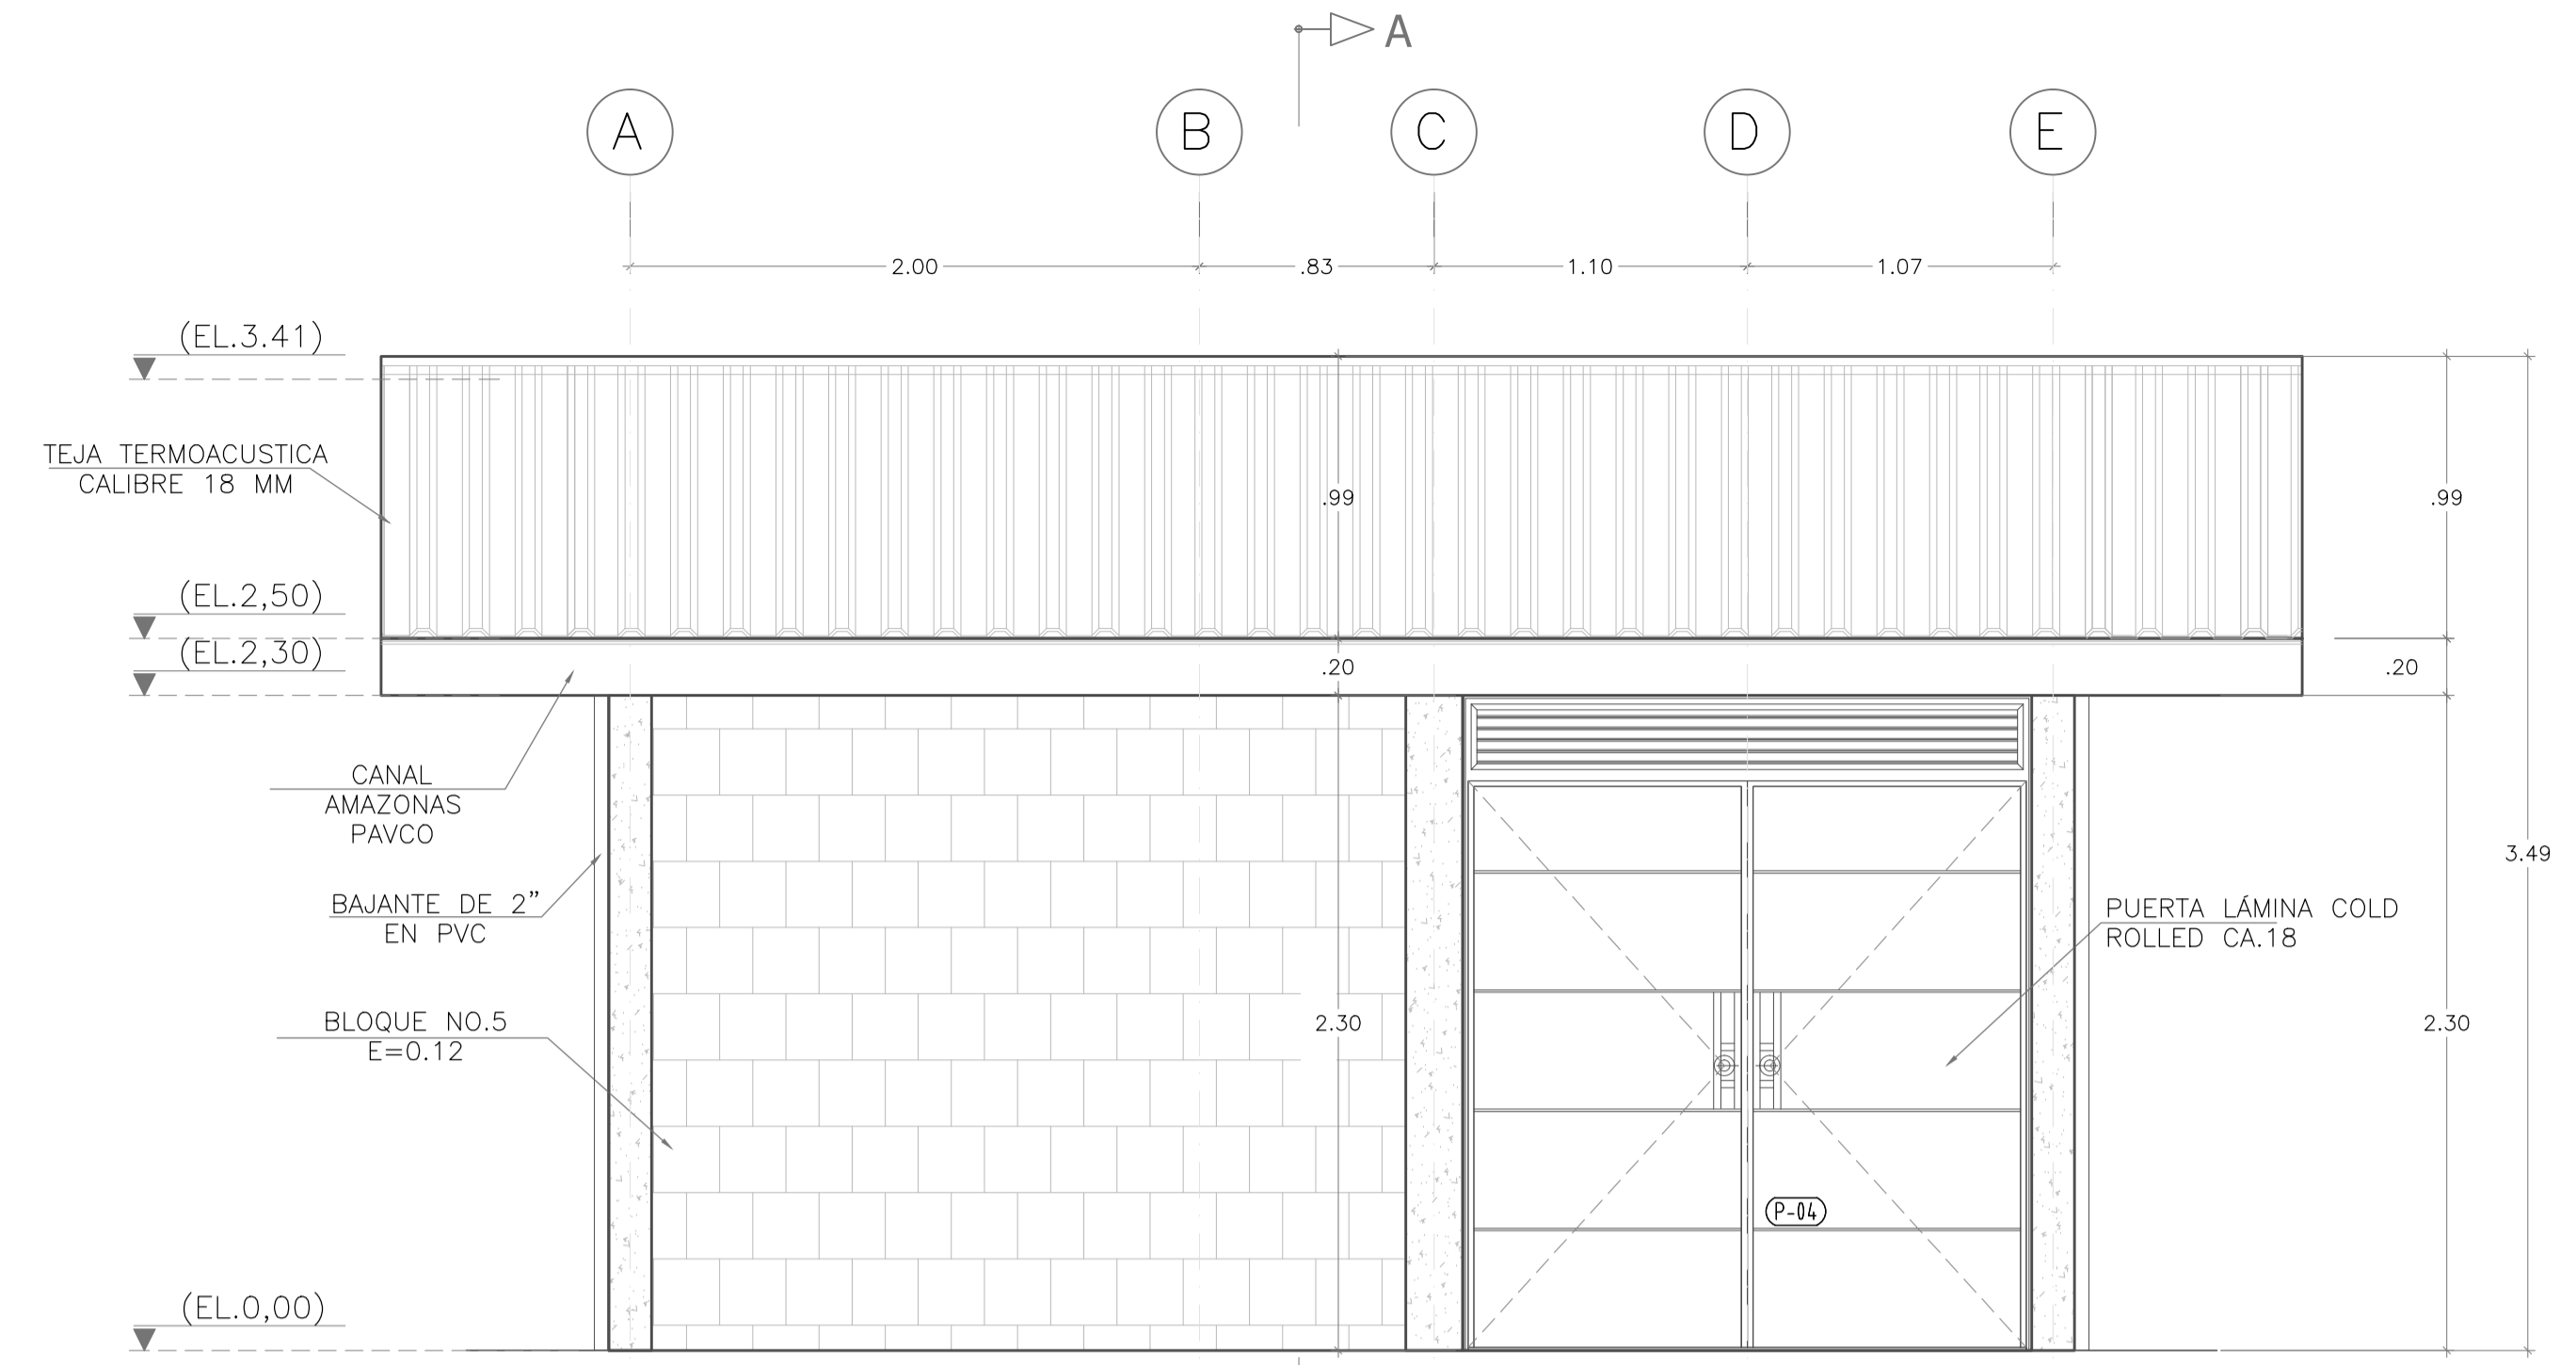 A
A B C D E
2.00 .83 1.10 1.07
(EL.3.41)
TEJA TERMOACUSTICA
CALIBRE 18 MM
.99 .99
(EL.2,50)
(EL.2,30)
.20 .20
CANAL
AMAZONAS
PAVCO
3.49
BAJANTE DE 2”
EN PVC
PUERTA LÁMINA COLD
ROLLED CA.18
BLOQUE NO.5
E=0.12
2.30 2.30
P-04
(EL.0,00)